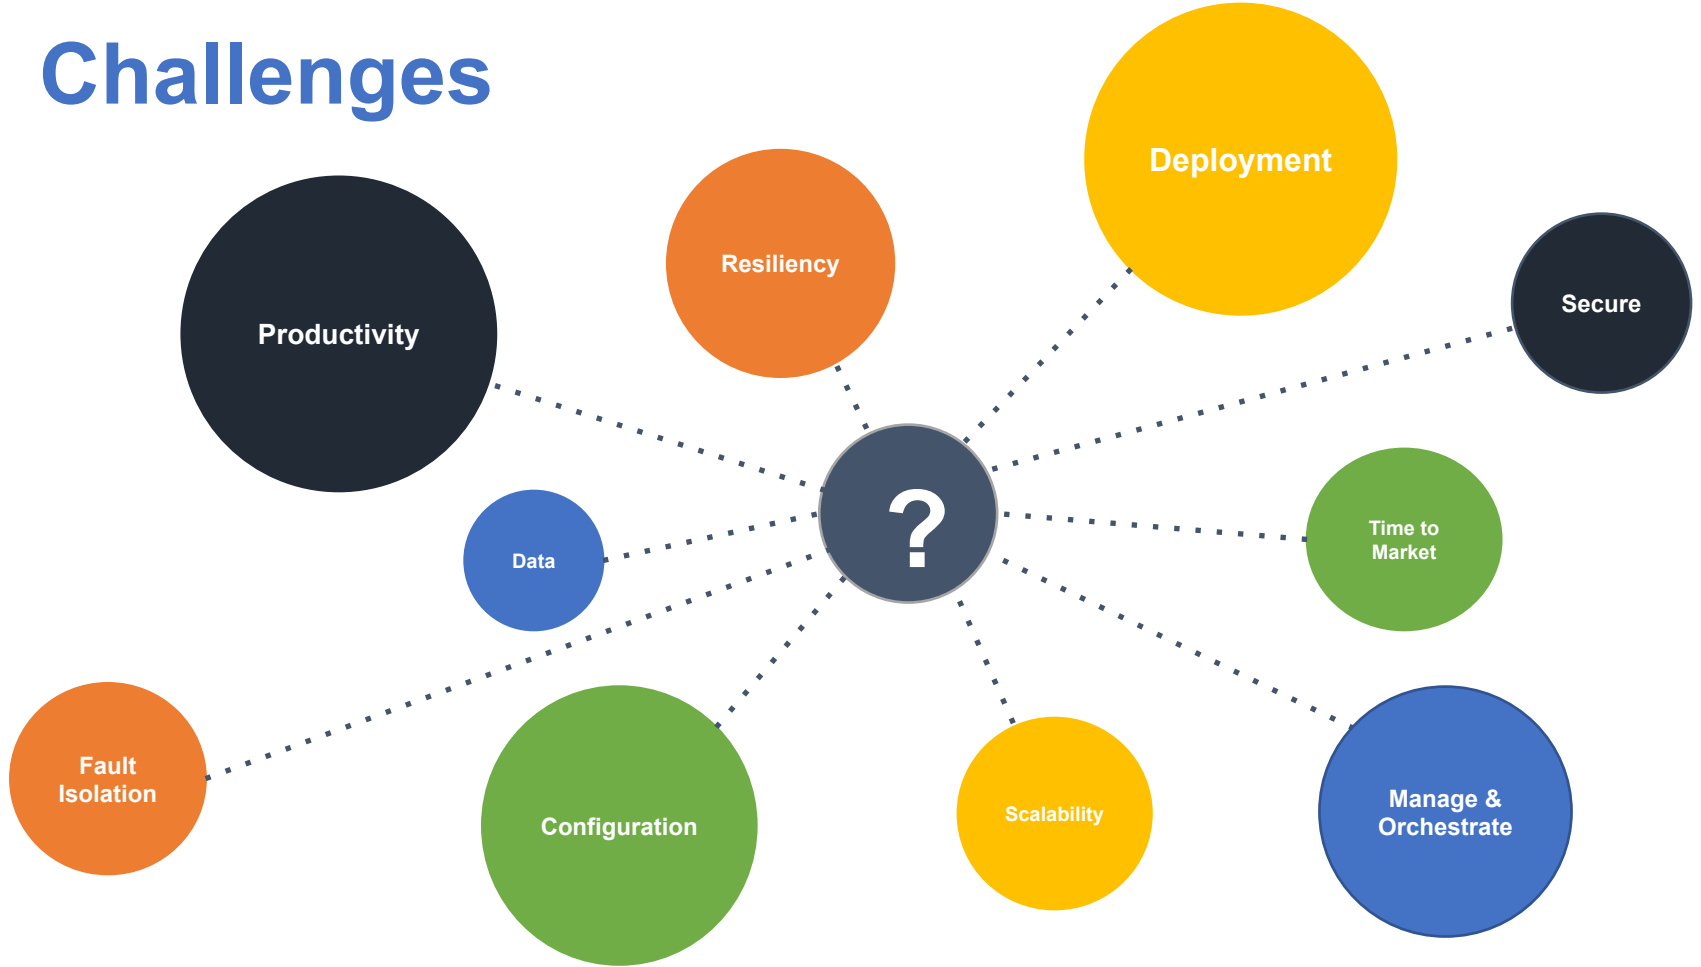 Challenges
Deployment
Resiliency
Secure
Productivity
?
Time to
Market
Data
Fault
Isolation
Configuration
Scalability
Manage &
Orchestrate